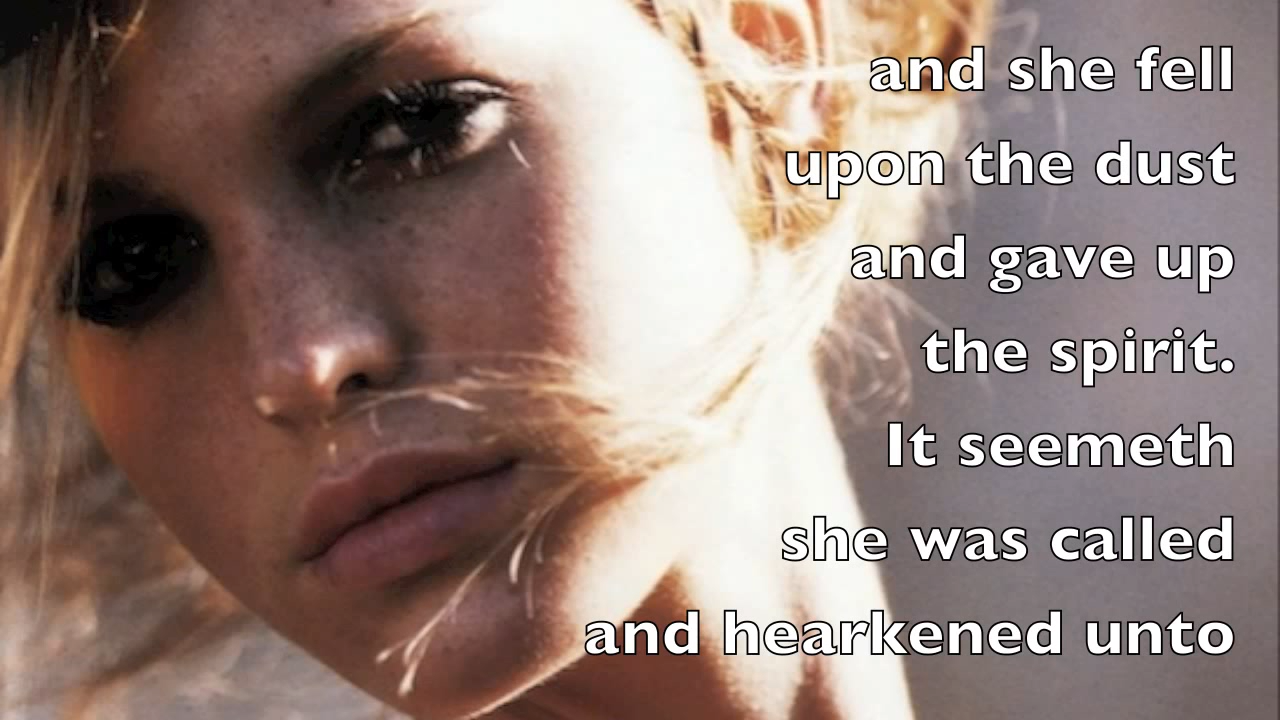 and she fell
upon the dust
and gave up
the spirit.
It seemeth
she was called
and hearkened unto